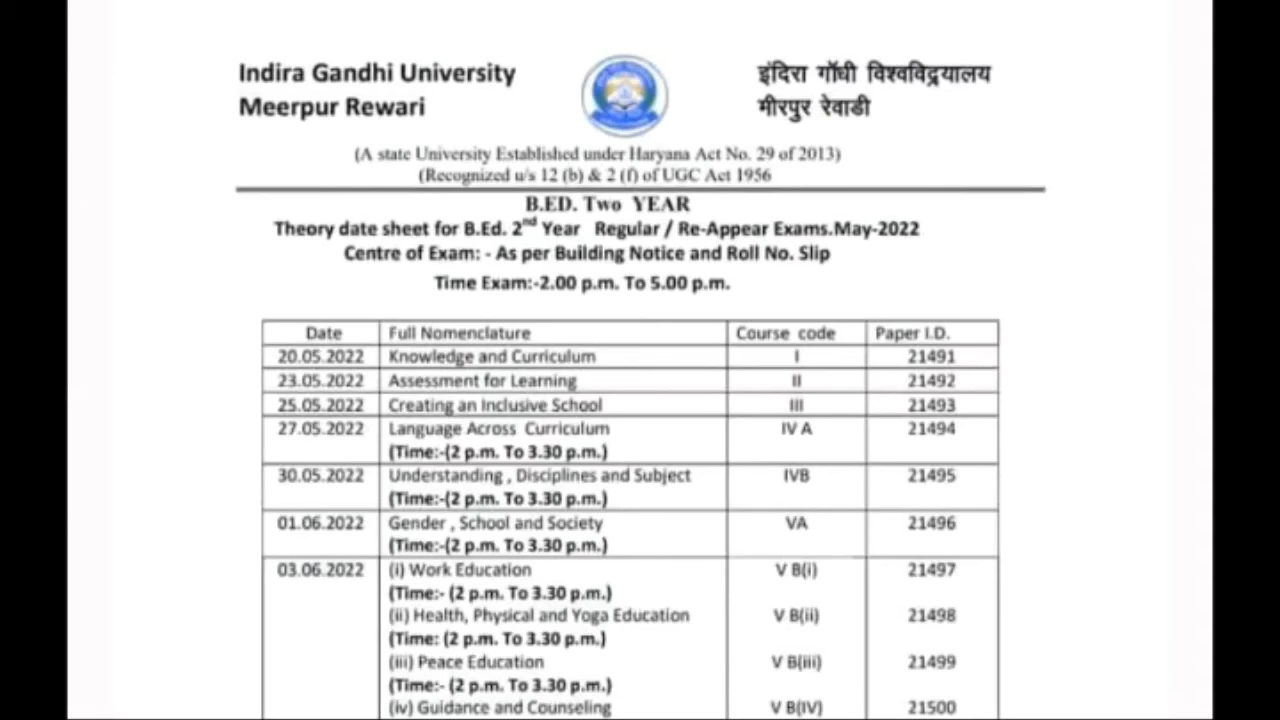 Indira Gandhi University
Meerpur Rewari
इंदिरा गाँधी विश्वविद्यालय
मीरपुर रेवाडी
(A state University Established under Haryana Act No. 29 of 2013)
(Recognized u/s 12 (b) & 2 (f) of UGC Act 1956
B.ED. Two YEAR
Theory date sheet for B.Ed. 2nd Year Regular / Re-Appear Exams.May-2022
Centre of Exam: - As per Building Notice and Roll No. Slip
Time Exam:-2.00 p.m. To 5.00 p.m.
Date Full Nomenclature Course code Paper I.D.
20.05.2022 Knowledge and Curriculum I 21491
23.05.2022 Assessment for Learning II 21492
25.05.2022 Creating an Inclusive School III 21493
27.05.2022 Language Across Curriculum IV A 21494
(Time:-(2 p.m. To 3.30 p.m.)
30.05.2022 Understanding , Disciplines and Subject IVB 21495
(Time:-(2 p.m. To 3.30 p.m.)
01.06.2022 Gender , School and Society VA 21496
(Time:-(2 p.m. To 3.30 p.m.)
03.06.2022 (i) Work Education V B(i) 21497
(Time:- (2 p.m. To 3.30 p.m.)
(ii) Health, Physical and Yoga Education V B(ii) 21498
(Time: (2 p.m. To 3.30 p.m.)
(iii) Peace Education V B(iii) 21499
(Time:- (2 p.m. To 3.30 p.m.)
(iv) Guidance and Counseling V B(IV) 21500